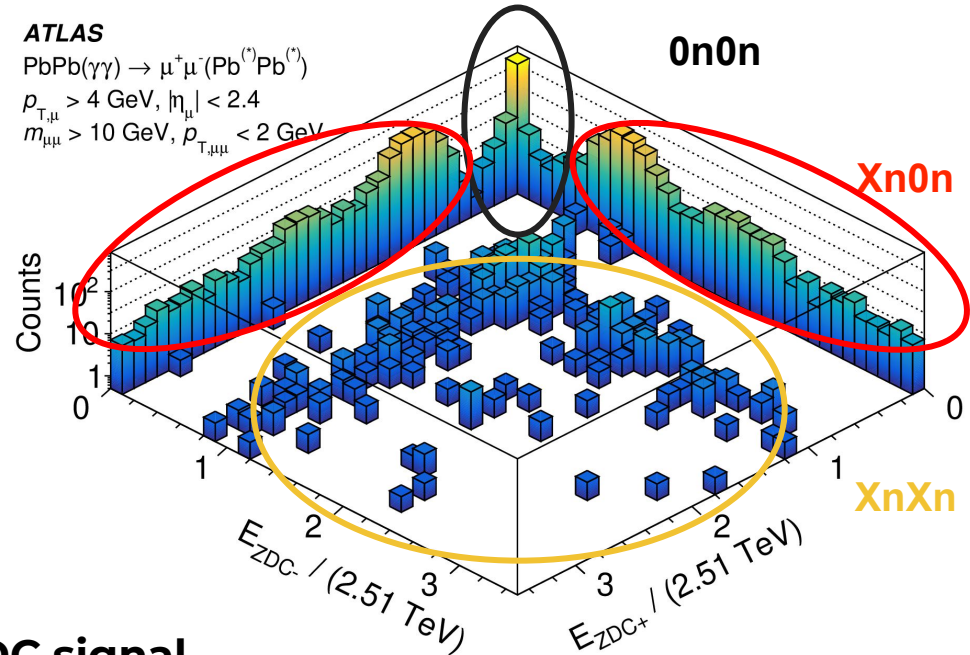 ATLAS
PbPb(γγ) → μ⁺μ⁻(Pb⁽*⁾Pb⁽*⁾)
p_T,μ > 4 GeV, |η_μ| < 2.4
m_μμ > 10 GeV, p_T,μμ < 2 GeV
0n0n
Xn0n
XnXn
Counts
10²
10
1
0
1
2
3
E_ZDC- / (2.51 TeV)
0
1
2
3
E_ZDC+ / (2.51 TeV)
signal